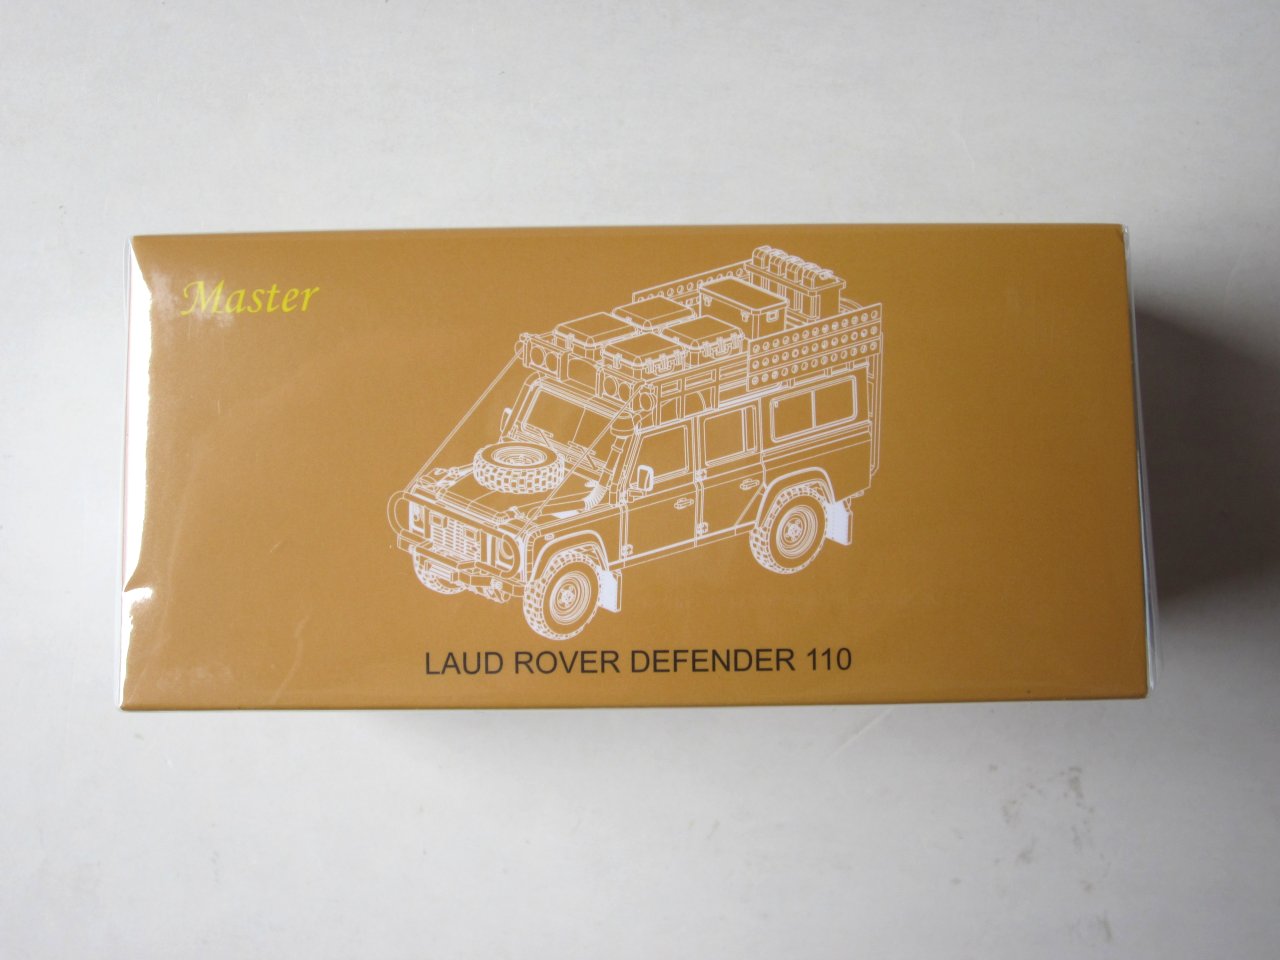 Master
LAUD ROVER DEFENDER 110